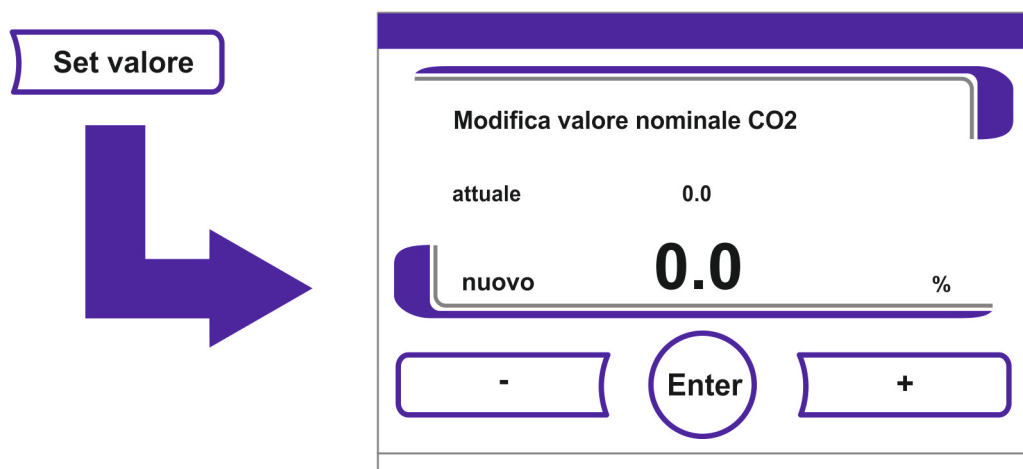 Set valore
Modifica valore nominale CO2
attuale 0.0
nuovo 0.0 %
- Enter +